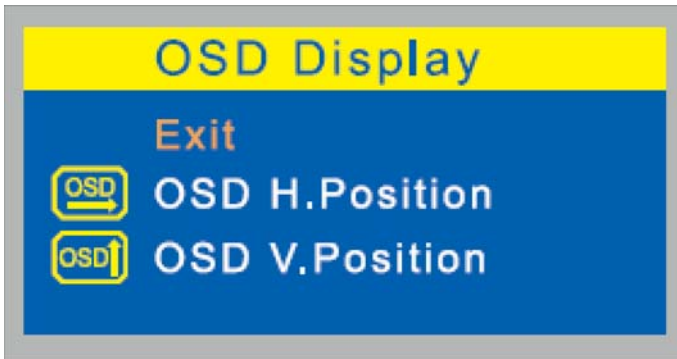 OSD Display
Exit
OSD OSD H.Position
OSD OSD V.Position